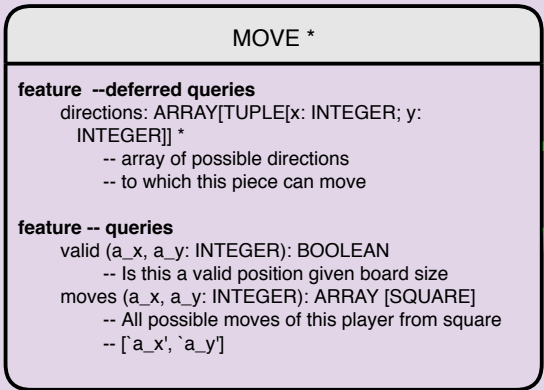 MOVE *
feature --deferred queries
directions: ARRAY[TUPLE[x: INTEGER; y:
INTEGER]] *
-- array of possible directions
-- to which this piece can move
feature -- queries
valid (a_x, a_y: INTEGER): BOOLEAN
-- Is this a valid position given board size
moves (a_x, a_y: INTEGER): ARRAY [SQUARE]
-- All possible moves of this player from square
-- [`a_x', `a_y']